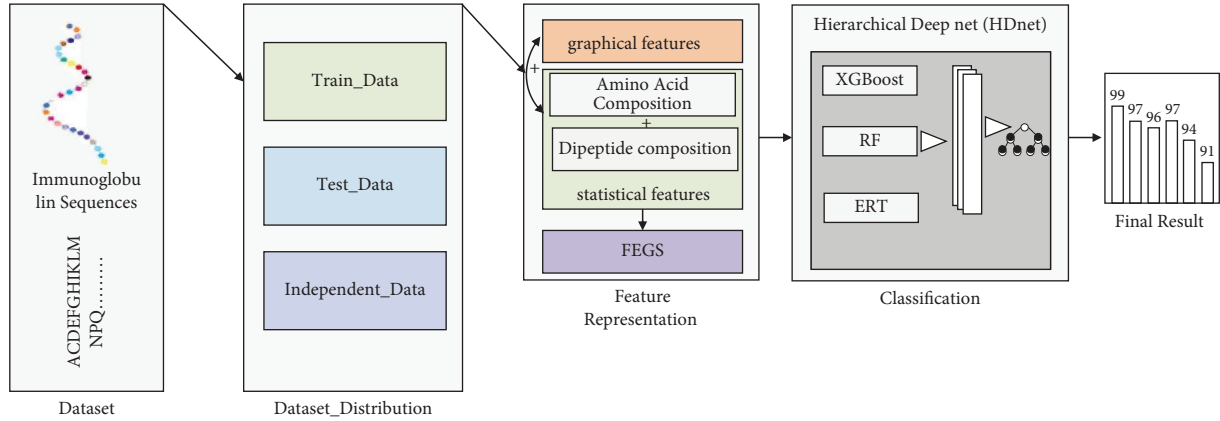 Immunoglobu
lin Sequences
ACDEFGHIKLM
NPQ.........
Dataset
Train_Data
Test_Data
Independent_Data
Dataset_Distribution
graphical features
+
Amino Acid
Composition
+
Dipeptide composition
statistical features
FEGS
Feature
Representation
Hierarchical Deep net (HDnet)
XGBoost
RF
ERT
Classification
99
97
96
97
94
91
Final Result